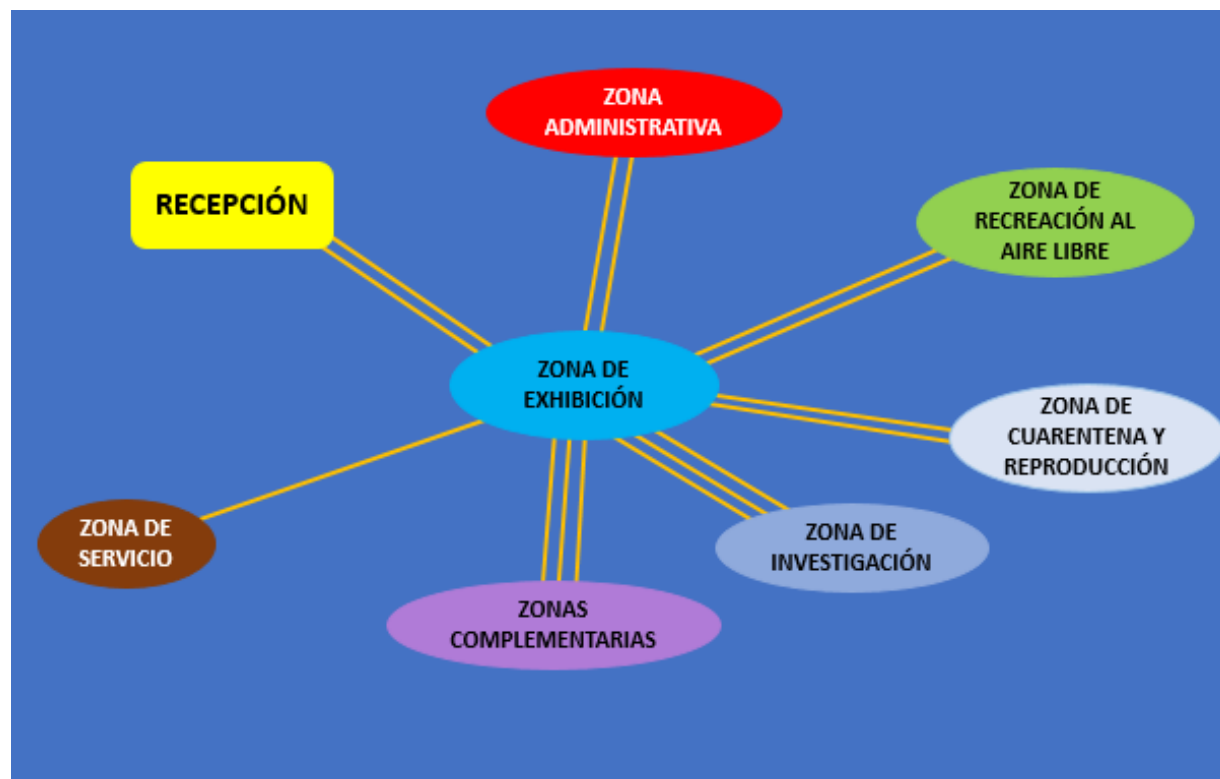 ZONA
ADMINISTRATIVA
RECEPCIÓN
ZONA DE
RECREACIÓN AL
AIRE LIBRE
ZONA DE
EXHIBICIÓN
ZONA DE
CUARENTENA Y
REPRODUCCIÓN
ZONA DE
SERVICIO
ZONA DE
INVESTIGACIÓN
ZONAS
COMPLEMENTARIAS